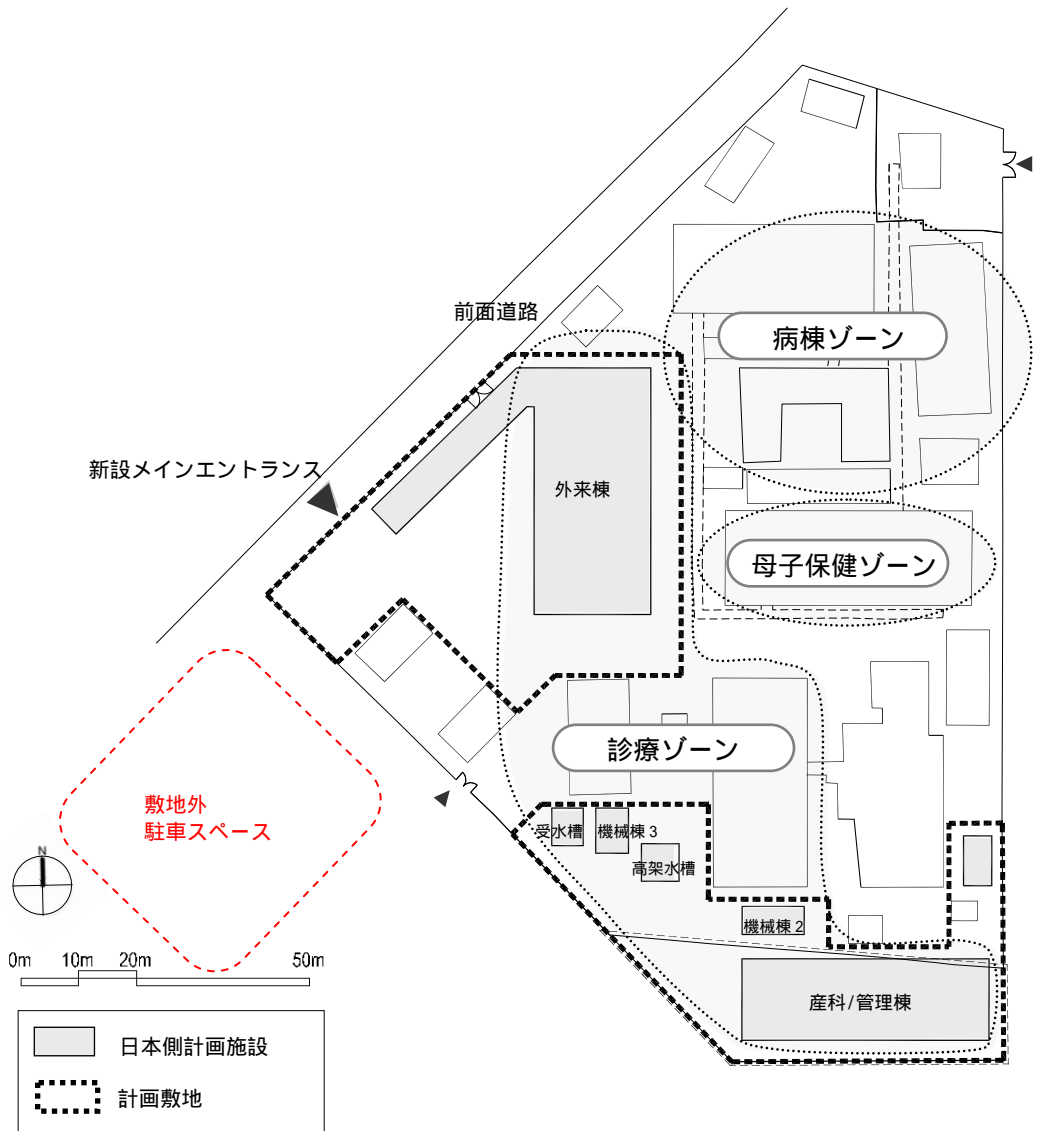 前面道路
病棟ゾーン
新設メインエントランス
外来棟
母子保健ゾーン
診療ゾーン
敷地外
駐車スペース
受水槽
機械棟 3
高架水槽
機械棟 2
N
0m 10m 20m 50m
産科/管理棟
日本側計画施設
計画敷地